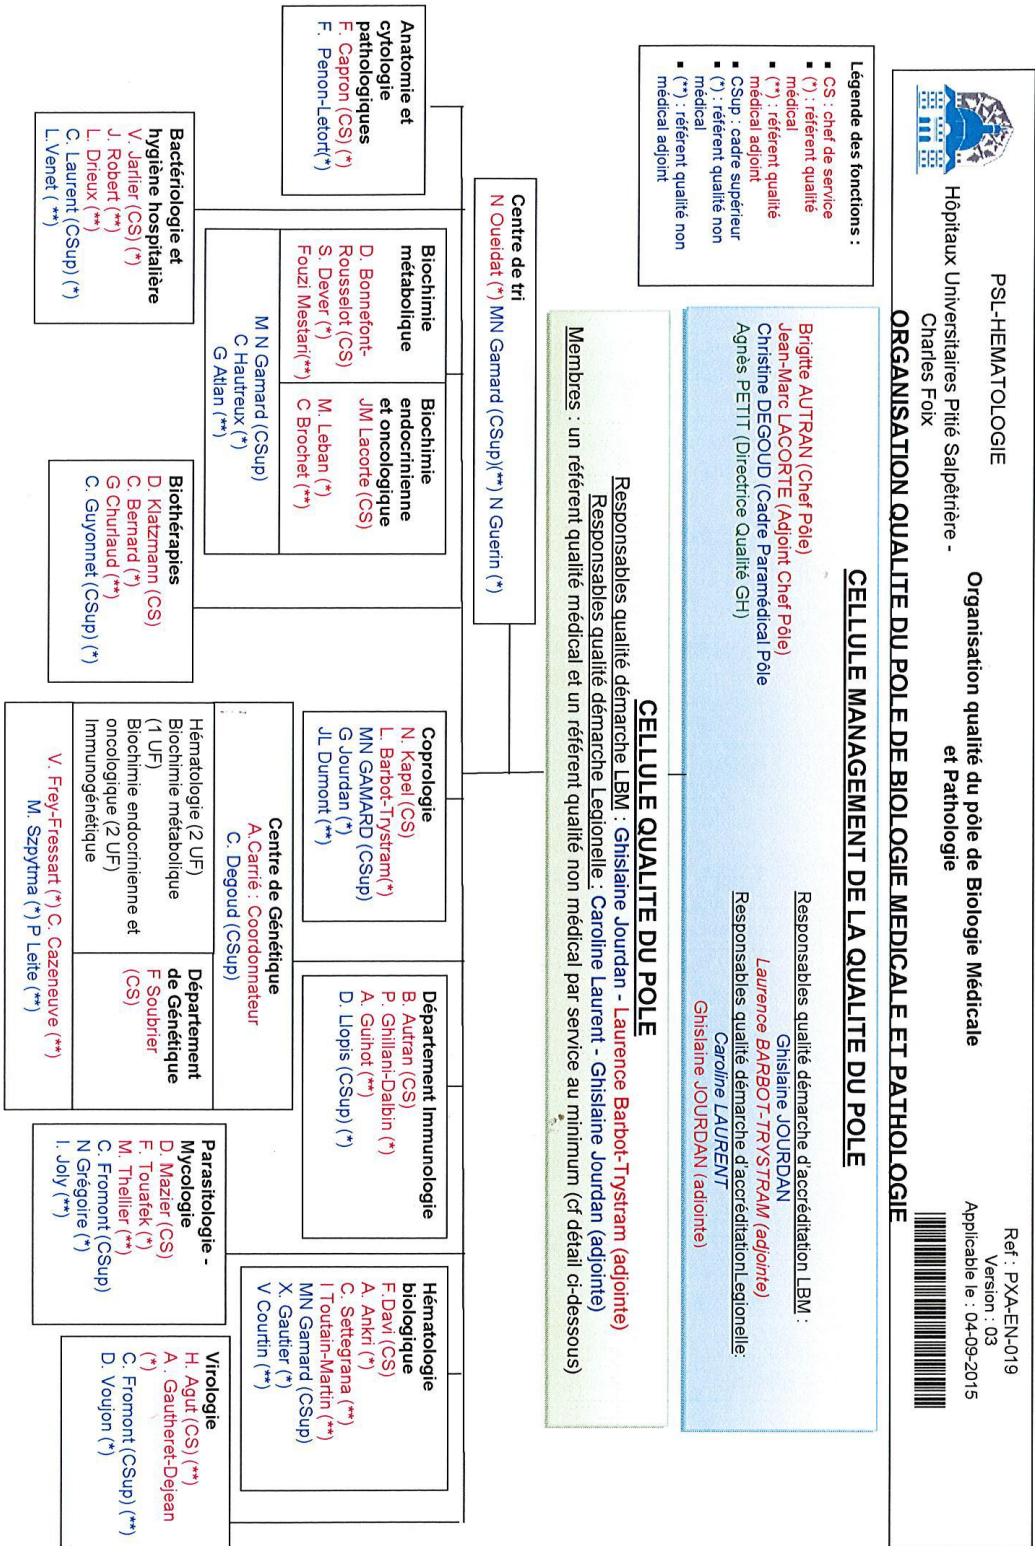 PSL-HEMATOLOGIE
Hôpitaux Universitaires Pitié Salpêtrière -
Charles Foix
Organisation qualité du pôle de Biologie Médicale
et Pathologie
Ref : PXA-EN-019
Version : 03
Applicable le : 04-09-2015
ORGANISATION QUALITE DU POLE DE BIOLOGIE MEDICALE ET PATHOLOGIE
Légende des fonctions :
▪ CS : chef de service
▪ (*) : référent qualité
médical
▪ (**) : référent qualité
médical adjoint
▪ CSup : cadre supérieur
▪ (*) : référent qualité non
médical
▪ (**) : référent qualité non
médical adjoint
CELLULE MANAGEMENT DE LA QUALITE DU POLE
Brigitte AUTRAN (Chef Pôle)
Jean-Marc LACORTE (Adjoint Chef Pôle)
Christine DEGOUD (Cadre Paramédical Pôle
Agnès PETIT (Directrice Qualité GH)
Responsables qualité démarche d'accréditation LBM :
Ghislaine JOURDAN
Laurence BARBOT-TRYSTRAM (adjointe)
Responsables qualité démarche d'accréditationLegionelle:
Caroline LAURENT
Ghislaine JOURDAN (adjointe)
CELLULE QUALITE DU POLE
Responsables qualité démarche LBM : Ghislaine Jourdan - Laurence Barbot-Trystram (adjointe)
Responsables qualité démarche Legionelle : Caroline Laurent - Ghislaine Jourdan (adjointe)
Membres : un référent qualité médical et un référent qualité non médical par service au minimum (cf détail ci-dessous)
Centre de tri
N Oueidat (*) MN Gamard (CSup)(**) N Guerin (*)
Anatomie et
cytologie
pathologiques
F. Capron (CS) (*)
F. Penon-Letort(*)
Biochimie
métabolique
D. Bonnefont-
Rousselot (CS)
S. Dever (*)
Fouzi Mestari(**)
Biochimie
endocrinienne
et oncologique
JM Lacorte (CS)
M. Leban (*)
C Brochet (**)
M N Gamard (CSup)
C Hautreux (*)
G Atlan (**)
Coprologie
N. Kapel (CS)
L. Barbot-Trystram(*)
MN GAMARD (CSup)
G Jourdan (*)
JL Dumont (**)
Département Immunologie
B. Autran (CS)
P. Ghillani-Dalbin (*)
A. Guihot (**)
D. Llopis (CSup) (*)
Hématologie
biologique
F.Davi (CS)
A. Ankri (*)
C. Settegrana (**)
I Toutain-Martin (**)
MN Gamard (CSup)
X. Gautier (*)
V Courtin (**)
Bactériologie et
hygiène hospitalière
V. Jarlier (CS) (*)
J. Robert (**)
L. Drieux (**)
C. Laurent (CSup) (*)
L.Venet ( **)
Biothérapies
D. Klatzmann (CS)
C. Bernard (*)
G Churlaud (**)
C. Guyonnet (CSup) (*)
Centre de Génétique
A.Carrié : Coordonnateur
C. Degoud (CSup)
Hématologie (2 UF)
Biochimie métabolique
(1 UF)
Biochimie endocrinienne et
oncologique (2 UF)
Immunogénétique
Département
de Génétique
F Soubrier
(CS)
V. Frey-Fressart (*) C. Cazeneuve (**)
M. Szpytma (*) P Leite (**)
Parasitologie -
Mycologie
D. Mazier (CS)
F. Touafek (*)
M. Thellier (**)
C. Fromont (CSup)
N Grégoire (*)
I. Joly (**)
Virologie
H. Agut (CS) (**)
A . Gautheret-Dejean
(*)
C. Fromont (CSup) (**)
D. Voujon (*)